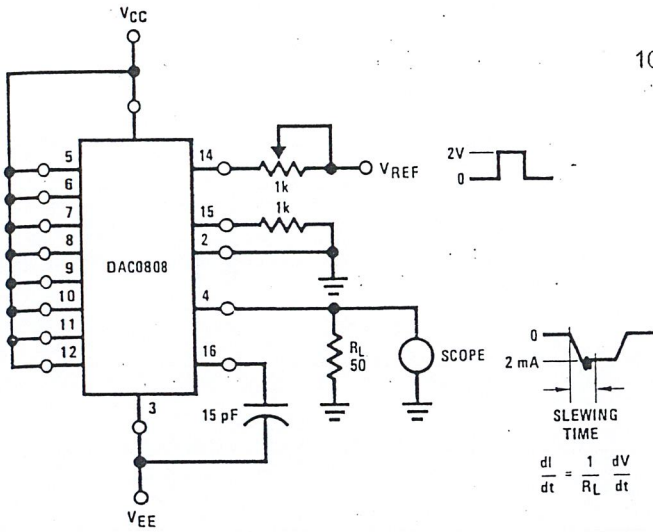 VCC
10
5
6
7
8
9
10
11
12
DAC0808
14
1k
VREF
15
1k
2
4
16
RL
50
SCOPE
15 pF
3
VEE
2V
0
0
2 mA
SLEWING
TIME
dI/dt = 1/RL dV/dt